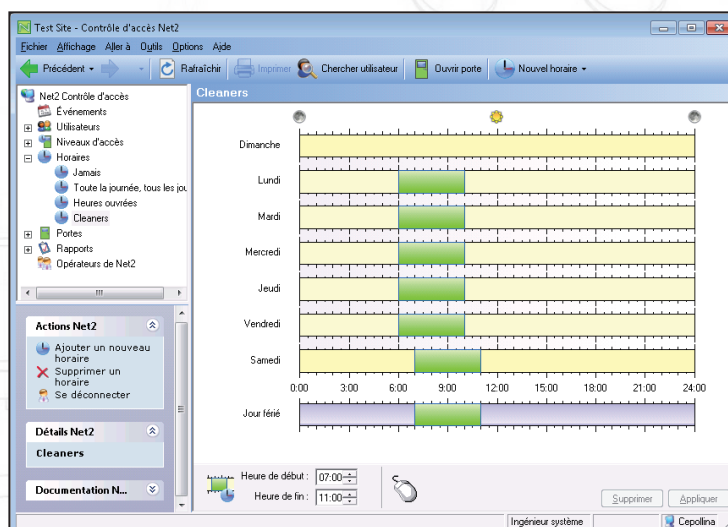 Test Site - Contrôle d'accès Net2
Fichier Affichage Aller à Outils Options Aide
Précédent Rafraîchir Imprimer Chercher utilisateur Ouvrir porte Nouvel horaire
Net2 Contrôle d'accès
Événements
Utilisateurs
Niveaux d'accès
Horaires
Jamais
Toute la journée, tous les jou
Heures ouvrées
Cleaners
Portes
Rapports
Opérateurs de Net2
Actions Net2
Ajouter un nouveau
horaire
Supprimer un
horaire
Se déconnecter
Détails Net2
Cleaners
Documentation N...
Cleaners
Dimanche
Lundi
Mardi
Mercredi
Jeudi
Vendredi
Samedi
0:00 3:00 6:00 9:00 12:00 15:00 18:00 21:00 24:00
Jour férié
Heure de début : 07:00
Heure de fin : 11:00
Supprimer Appliquer
Ingénieur système Cepollina